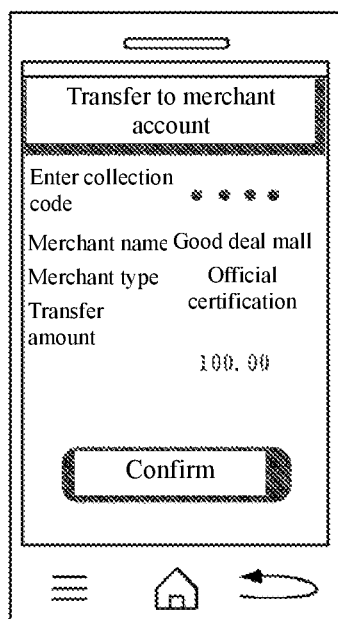 Transfer to merchant
account
Enter collection
code
Merchant name Good deal mall
Merchant type Official
certification
Transfer
amount
100.00
Confirm